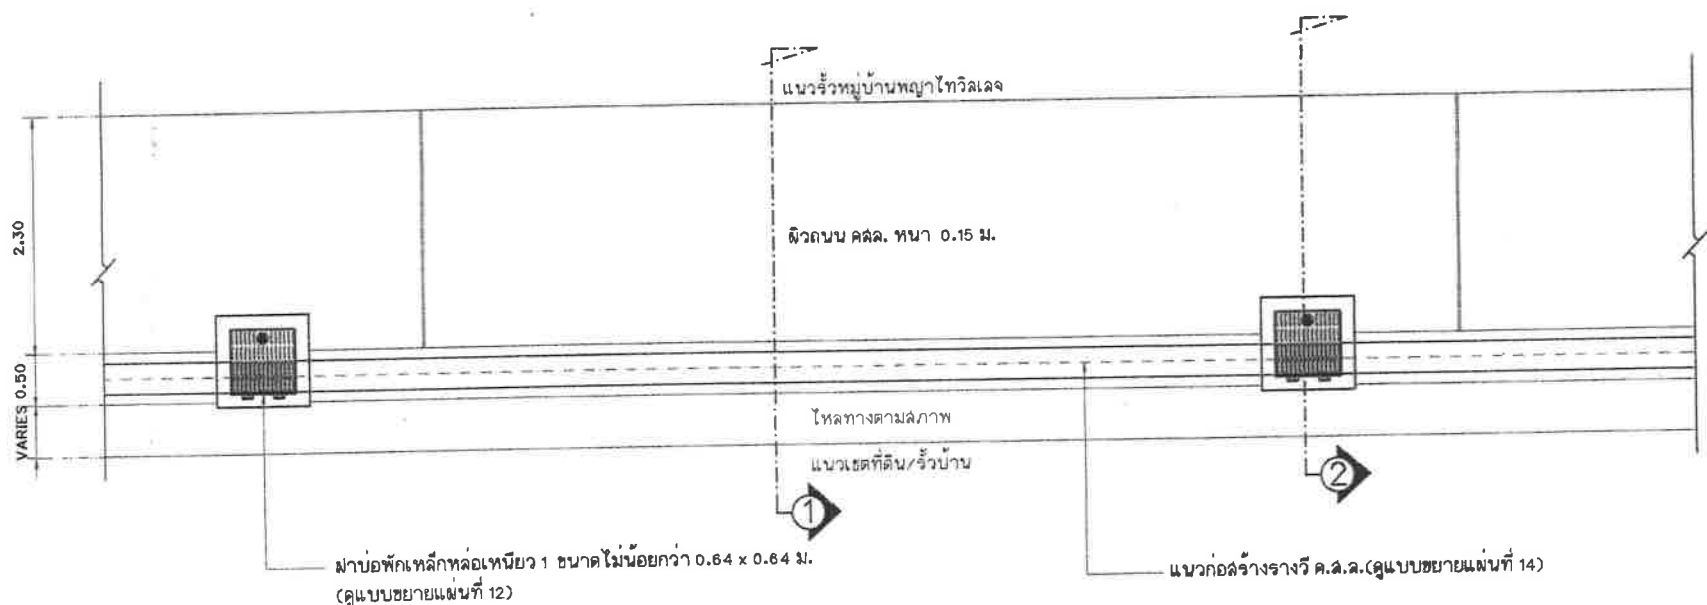 แนวรั้วหมู่บ้านพญาไทวิลเลจ
2.30
ผิวถนน คสล. หนา 0.15 ม.
VARIES 0.50
ไหล่ทางตามสภาพ
แนวเขตที่ดิน/รั้วบ้าน
1
2
ฝาบ่อพักเหล็กหล่อเหนียว 1 ขนาดไม่น้อยกว่า 0.64 x 0.64 ม.
(ดูแบบขยายแผ่นที่ 12)
แนวก่อสร้างรางวี ค.ส.ล.(ดูแบบขยายแผ่นที่ 14)